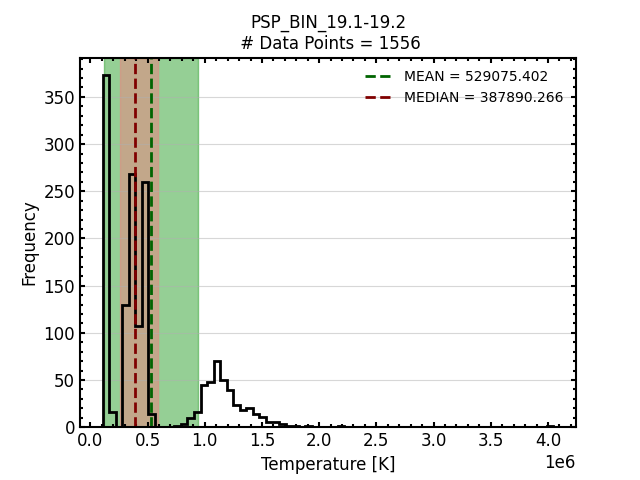 PSP_BIN_19.1-19.2
# Data Points = 1556
MEAN = 529075.402
MEDIAN = 387890.266
Frequency
350
300
250
200
150
100
50
0
0.0 0.5 1.0 1.5 2.0 2.5 3.0 3.5 4.0
1e6
Temperature [K]